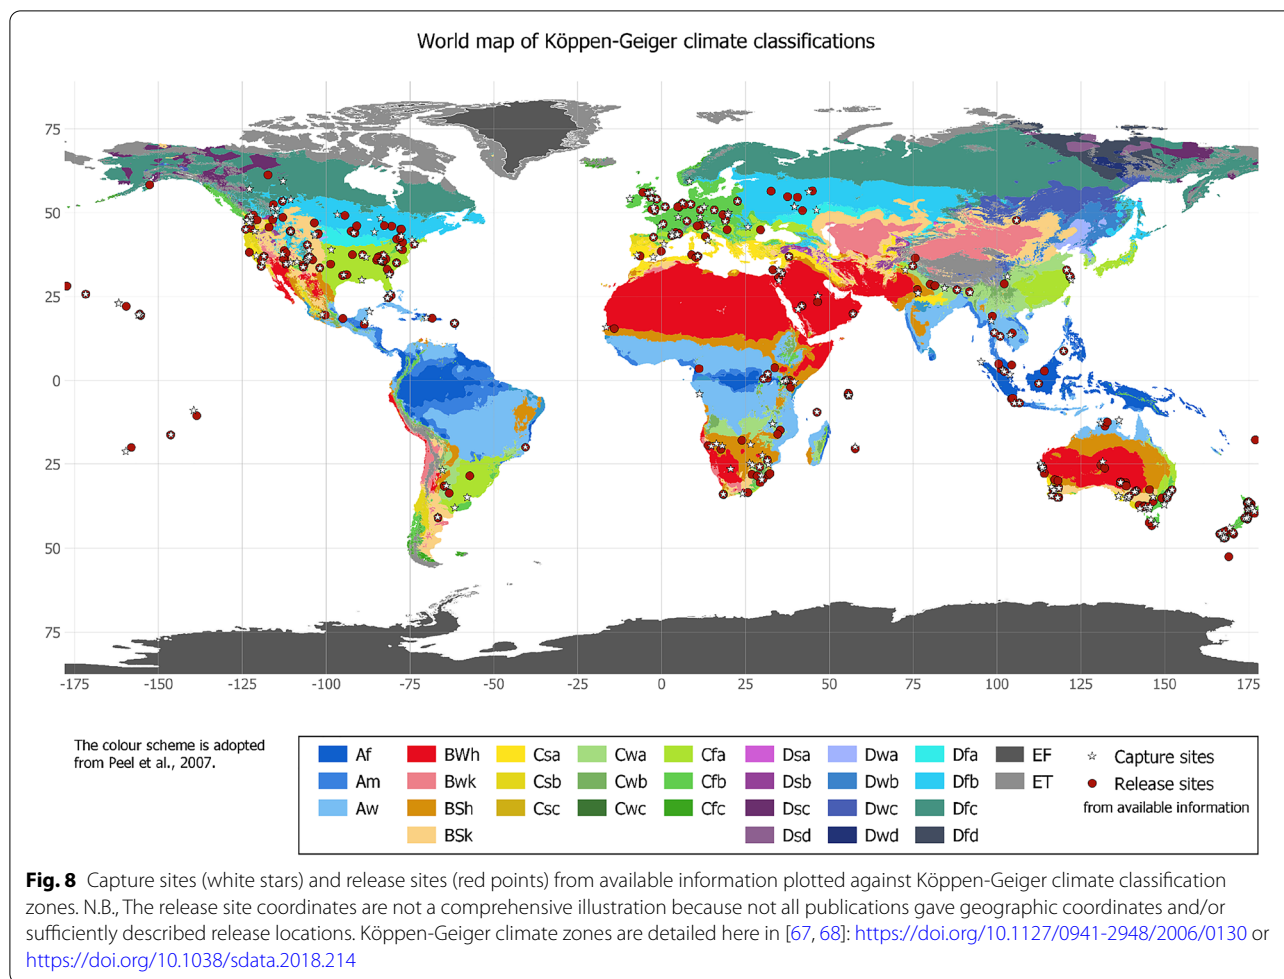 World map of Köppen-Geiger climate classifications
75
50
25
0
25
50
75
-175 -150 -125 -100 -75 -50 -25 0 25 50 75 100 125 150 175
The colour scheme is adopted
from Peel et al., 2007.
Af BWh Csa Cwa Cfa Dsa Dwa Dfa EF Capture sites
Am Bwk Csb Cwb Cfb Dsb Dwb Dfb ET Release sites
from available information
Aw BSh Csc Cwc Cfc Dsc Dwc Dfc
BSk Dsd Dwd Dfd
Fig. 8 Capture sites (white stars) and release sites (red points) from available information plotted against Köppen-Geiger climate classification
zones. N.B., The release site coordinates are not a comprehensive illustration because not all publications gave geographic coordinates and/or
sufficiently described release locations. Köppen-Geiger climate zones are detailed here in [67, 68]: https://doi.org/10.1127/0941-2948/2006/0130 or
https://doi.org/10.1038/sdata.2018.214